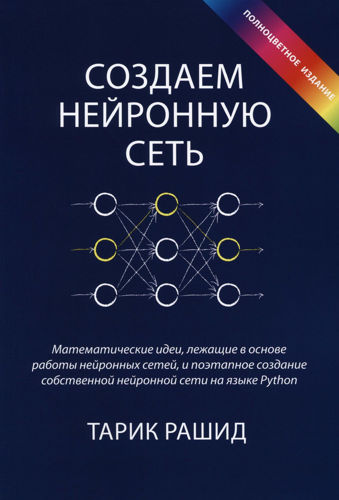 ПОЛНОЦВЕТНОЕ ИЗДАНИЕ
СОЗДАЕМ
НЕЙРОННУЮ
СЕТЬ
Математические идеи, лежащие в основе
работы нейронных сетей, и поэтапное создание
собственной нейронной сети на языке Python
ТАРИК РАШИД